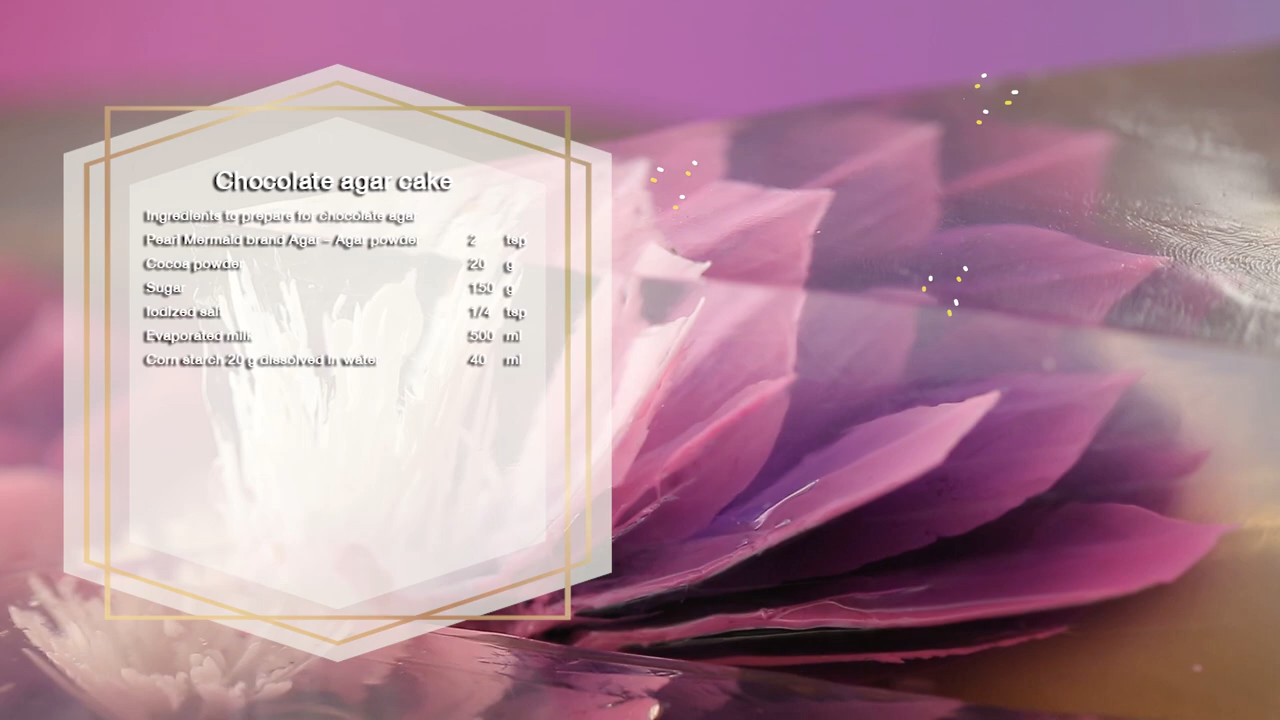 Chocolate agar cake
Ingredients to prepare for chocolate agar
Pearl Mermaid brand Agar – Agar powder 2 tsp
Cocoa powder 20 g
Sugar 150 g
Iodized salt 1/4 tsp
Evaporated milk 500 ml
Corn starch 20 g dissolved in water 40 ml